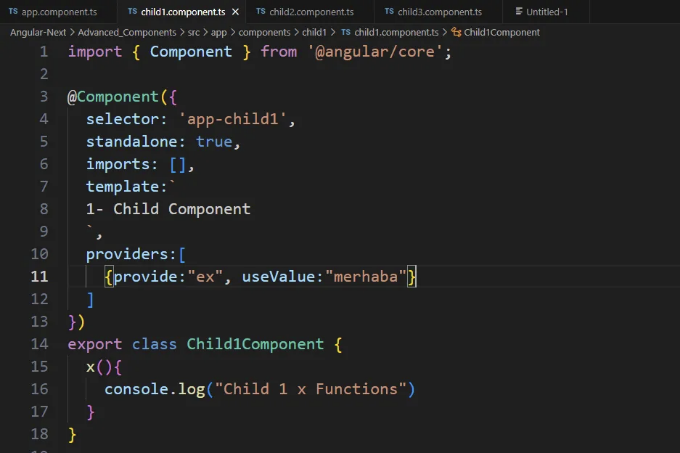 TS app.component.ts TS child1.component.ts × TS child2.component.ts TS child3.component.ts Untitled-1
Angular-Next > Advanced_Components > src > app > components > child1 > TS child1.component.ts > Child1Component
1 import { Component } from '@angular/core';
2
3 @Component({
4 selector: 'app-child1',
5 standalone: true,
6 imports: [],
7 template:`
8 1- Child Component
9 `,
10 providers:[
11 {provide:"ex", useValue:"merhaba"}
12 ]
13 })
14 export class Child1Component {
15 x(){
16 console.log("Child 1 x Functions")
17 }
18 }